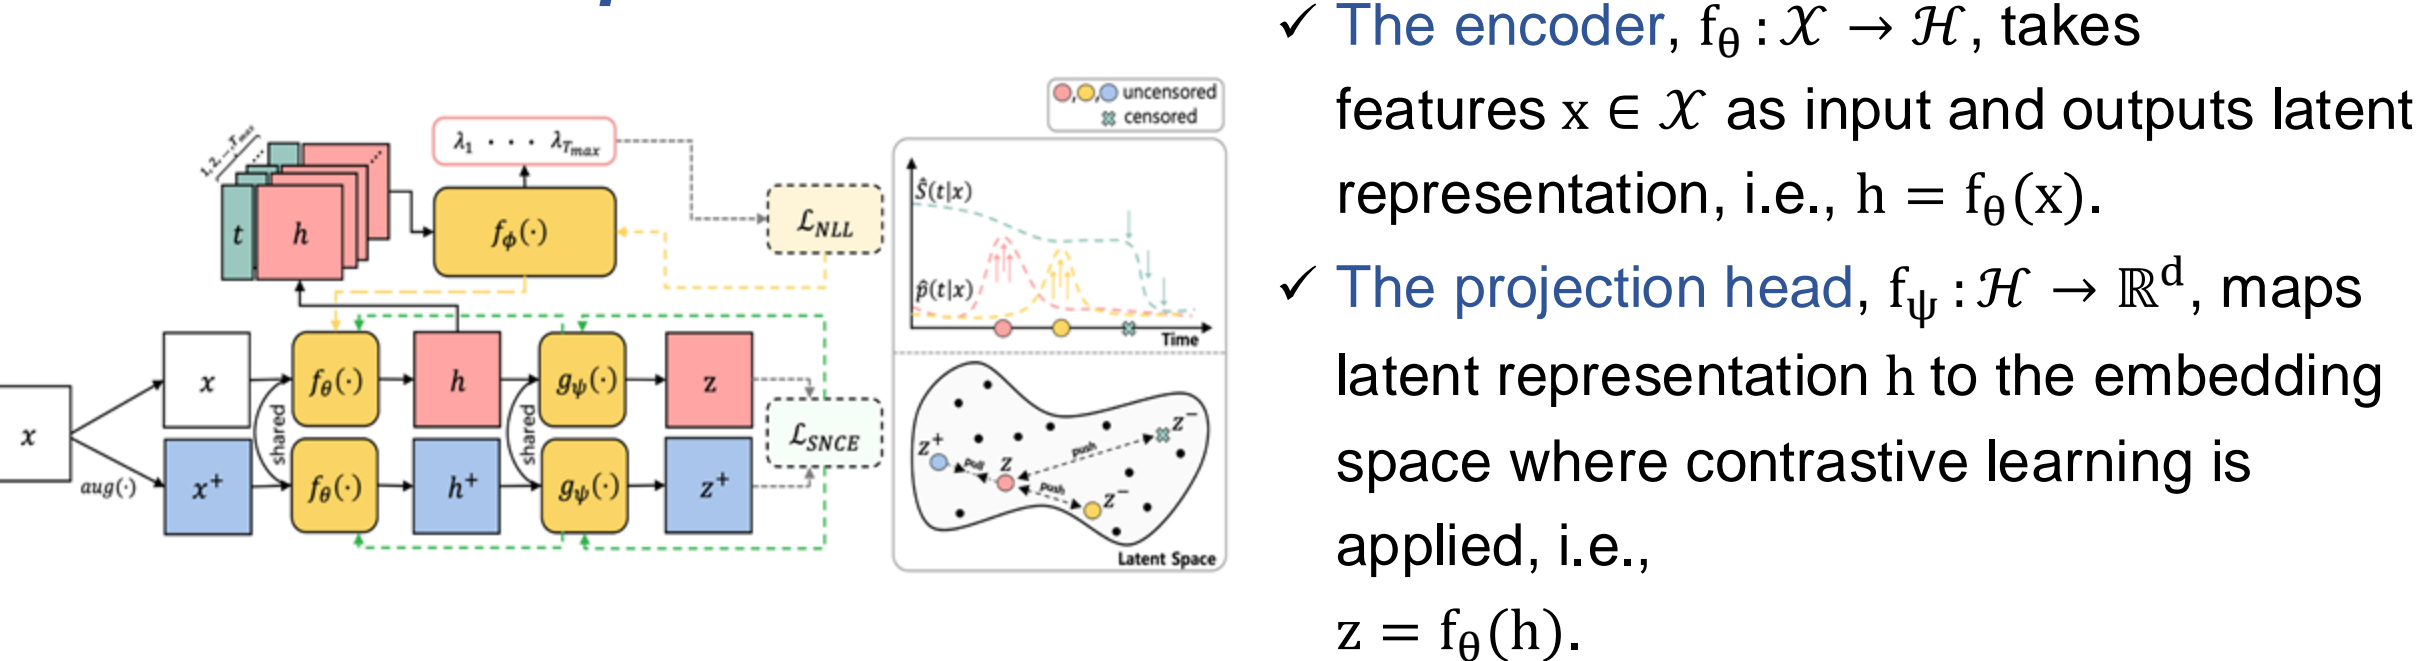 ✓ The encoder, f_θ : 𝒳 → ℋ, takes
features x ∈ 𝒳 as input and outputs latent
representation, i.e., h = f_θ(x).
✓ The projection head, f_ψ : ℋ → ℝ^d, maps
latent representation h to the embedding
space where contrastive learning is
applied, i.e.,
z = f_θ(h).
uncensored
censored
1, 2, ..., T_max
λ_1 · · · λ_{T_max}
t h
f_ϕ(·)
ℒ_NLL
Ŝ(t|x)
p̂(t|x)
Time
x
aug(·)
x f_θ(·) h g_ψ(·) z
shared shared
ℒ_SNCE
x^+ f_θ(·) h^+ g_ψ(·) z^+
z^+ pull z push z^-
push z^-
Latent Space